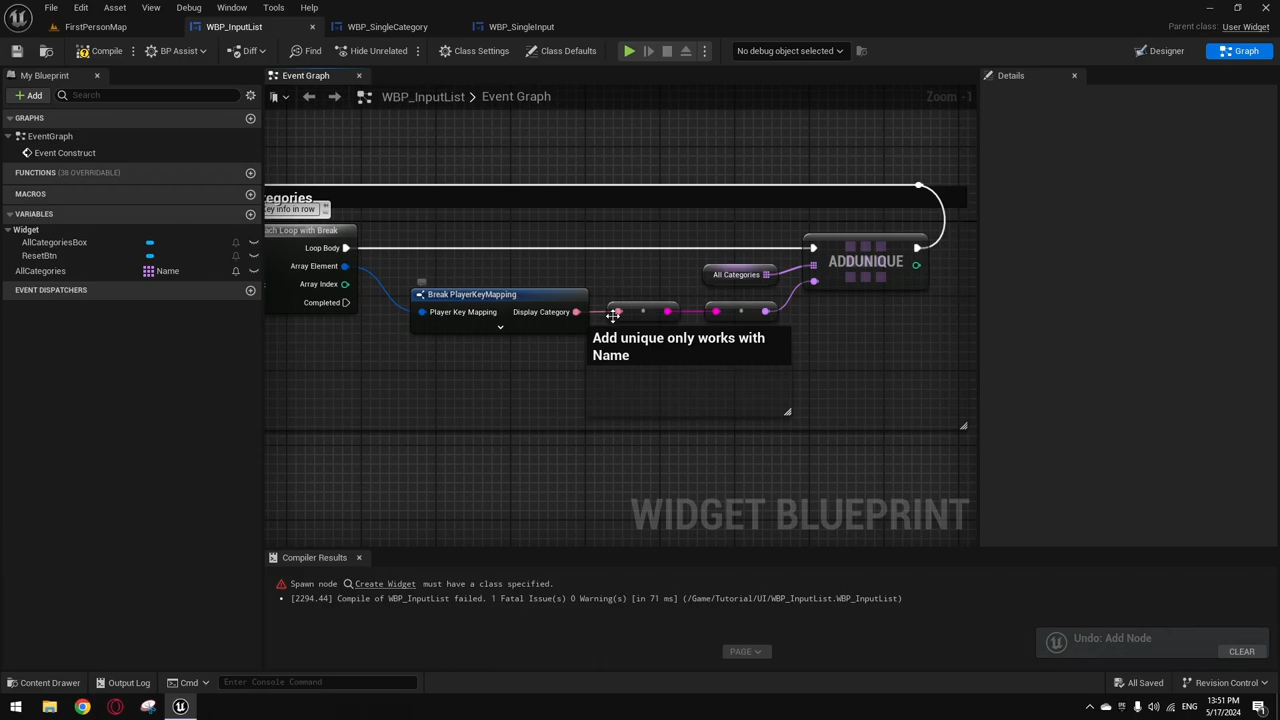 File Edit Asset View Debug Window Tools Help
FirstPersonMap WBP_InputList WBP_SingleCategory WBP_SingleInput Parent class: User Widget
Compile BP Assist Diff Find Hide Unrelated Class Settings Class Defaults No debug object selected Designer Graph
My Blueprint Event Graph Details
Add Search WBP_InputList > Event Graph Zoom -1
GRAPHS
EventGraph
Event Construct
FUNCTIONS (38 OVERRIDABLE)
MACROS
VARIABLES
Widget
AllCategoriesBox
ResetBtn
AllCategories Name
EVENT DISPATCHERS
egories
Key info in row
ach Loop with Break
Loop Body
Array Element
Array Index
Completed
Break PlayerKeyMapping
Player Key Mapping Display Category
All Categories
ADDUNIQUE
Add unique only works with
Name
WIDGET BLUEPRINT
Compiler Results
Spawn node Create Widget must have a class specified.
[2294.44] Compile of WBP_InputList failed. 1 Fatal Issue(s) 0 Warning(s) [in 71 ms] (/Game/Tutorial/UI/WBP_InputList.WBP_InputList)
Undo: Add Node
PAGE CLEAR
Content Drawer Output Log Cmd Enter Console Command All Saved Revision Control
ENG 13:51 PM
5/17/2024